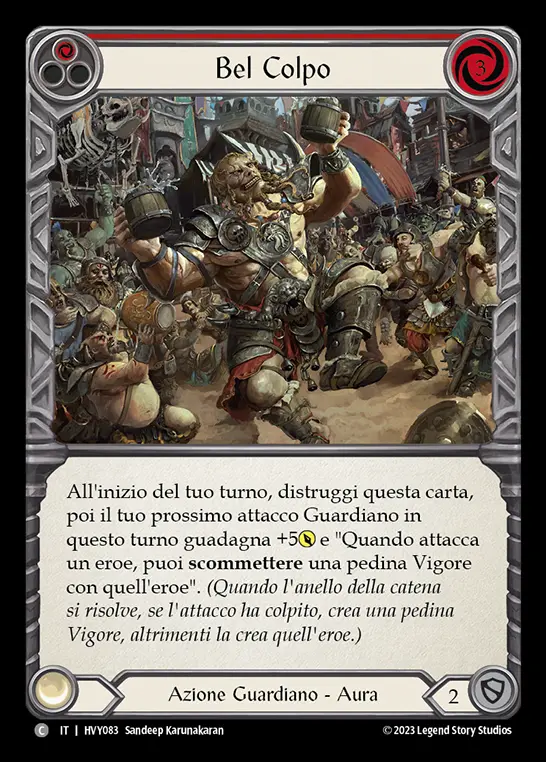 Bel Colpo
3
All'inizio del tuo turno, distruggi questa carta,
poi il tuo prossimo attacco Guardiano in
questo turno guadagna +5 e "Quando attacca
un eroe, puoi scommettere una pedina Vigore
con quell'eroe". (Quando l'anello della catena
si risolve, se l'attacco ha colpito, crea una pedina
Vigore, altrimenti la crea quell'eroe.)
Azione Guardiano - Aura
2
C IT | HVY083 Sandeep Karunakaran
© 2023 Legend Story Studios